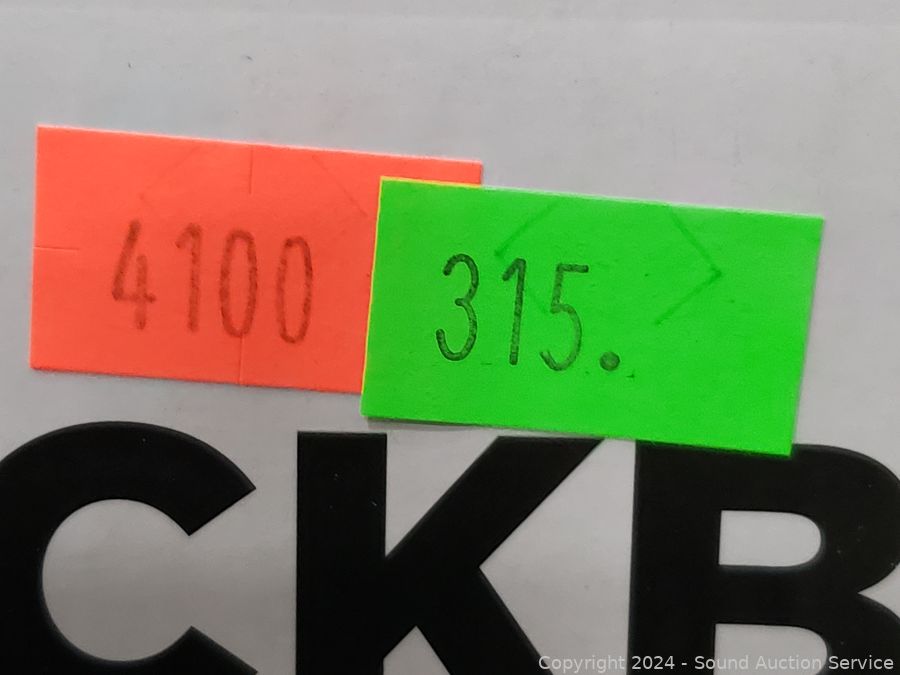 4100
315.
CKB
Copyright 2024 - Sound Auction Service